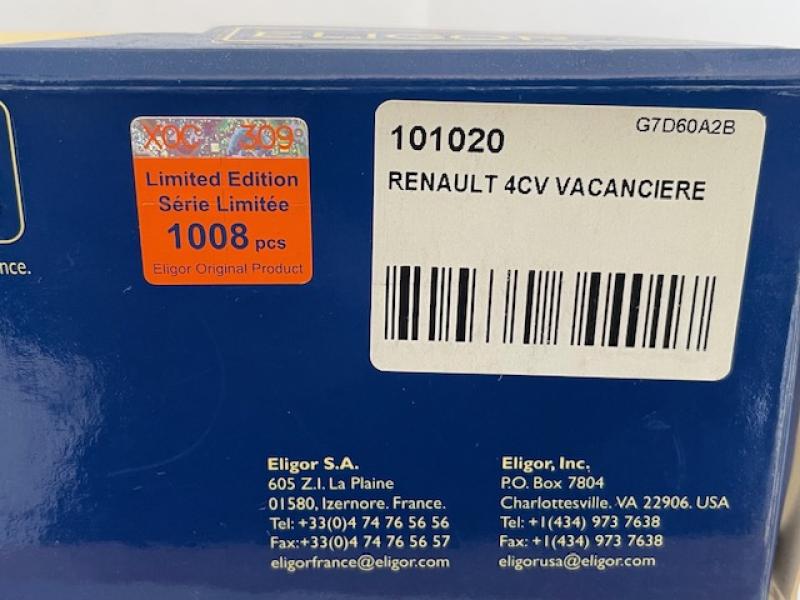 ELIGOR
nce.
XQC 309
Limited Edition
Série Limitée
1008 pcs
Eligor Original Product
G7D60A2B
101020
RENAULT 4CV VACANCIERE
Eligor S.A.
605 Z.I. La Plaine
01580, Izernore. France.
Tel: +33(0)4 74 76 56 56
Fax:+33(0)4 74 76 56 57
eligorfrance@eligor.com
Eligor, Inc.
P.O. Box 7804
Charlottesville. VA 22906. USA
Tel: +1(434) 973 7638
Fax: +1(434) 973 7638
eligorusa@eligor.com